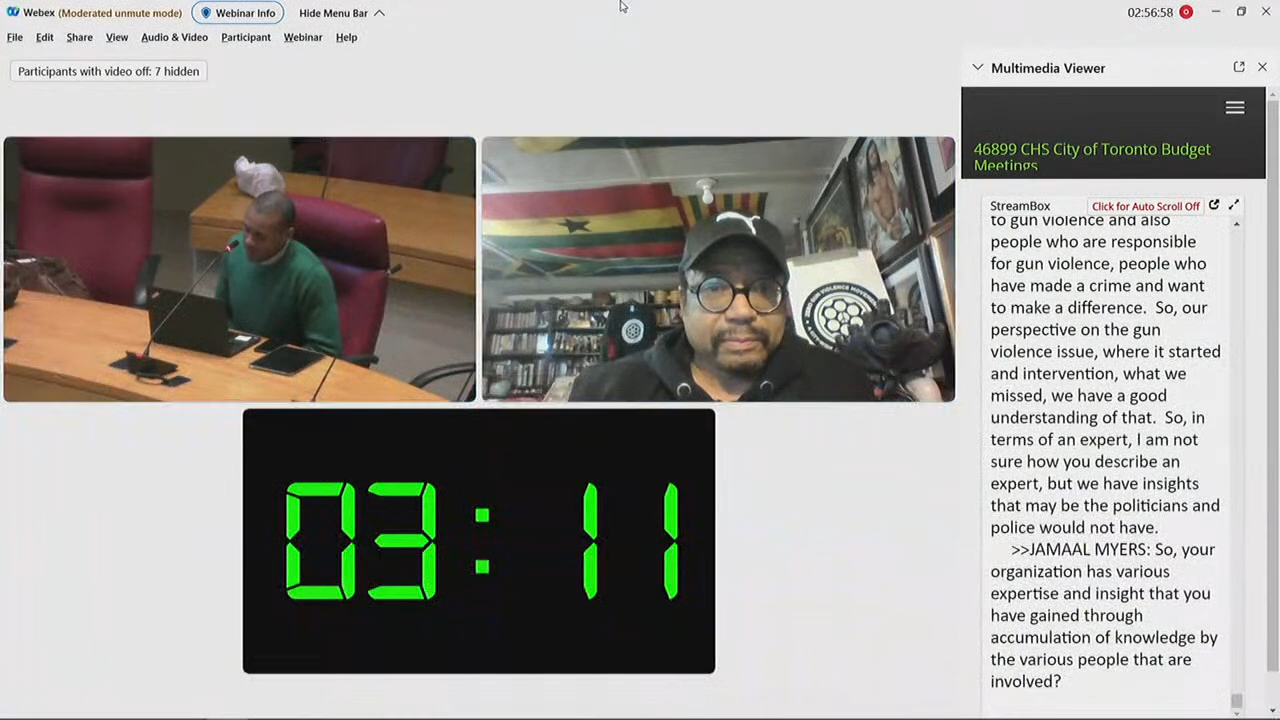 Webex (Moderated unmute mode) Webinar Info Hide Menu Bar
02:56:58
File Edit Share View Audio & Video Participant Webinar Help
Participants with video off: 7 hidden
Multimedia Viewer
46899 CHS City of Toronto Budget
Meetings
StreamBox Click for Auto Scroll Off
to gun violence and also
people who are responsible
for gun violence, people who
have made a crime and want
to make a difference. So, our
perspective on the gun
violence issue, where it started
and intervention, what we
missed, we have a good
understanding of that. So, in
terms of an expert, I am not
sure how you describe an
expert, but we have insights
that may be the politicians and
police would not have.
>>JAMAAL MYERS: So, your
organization has various
expertise and insight that you
have gained through
accumulation of knowledge by
the various people that are
involved?
ZERO GUN VIOLENCE MOVEMENT
03:11